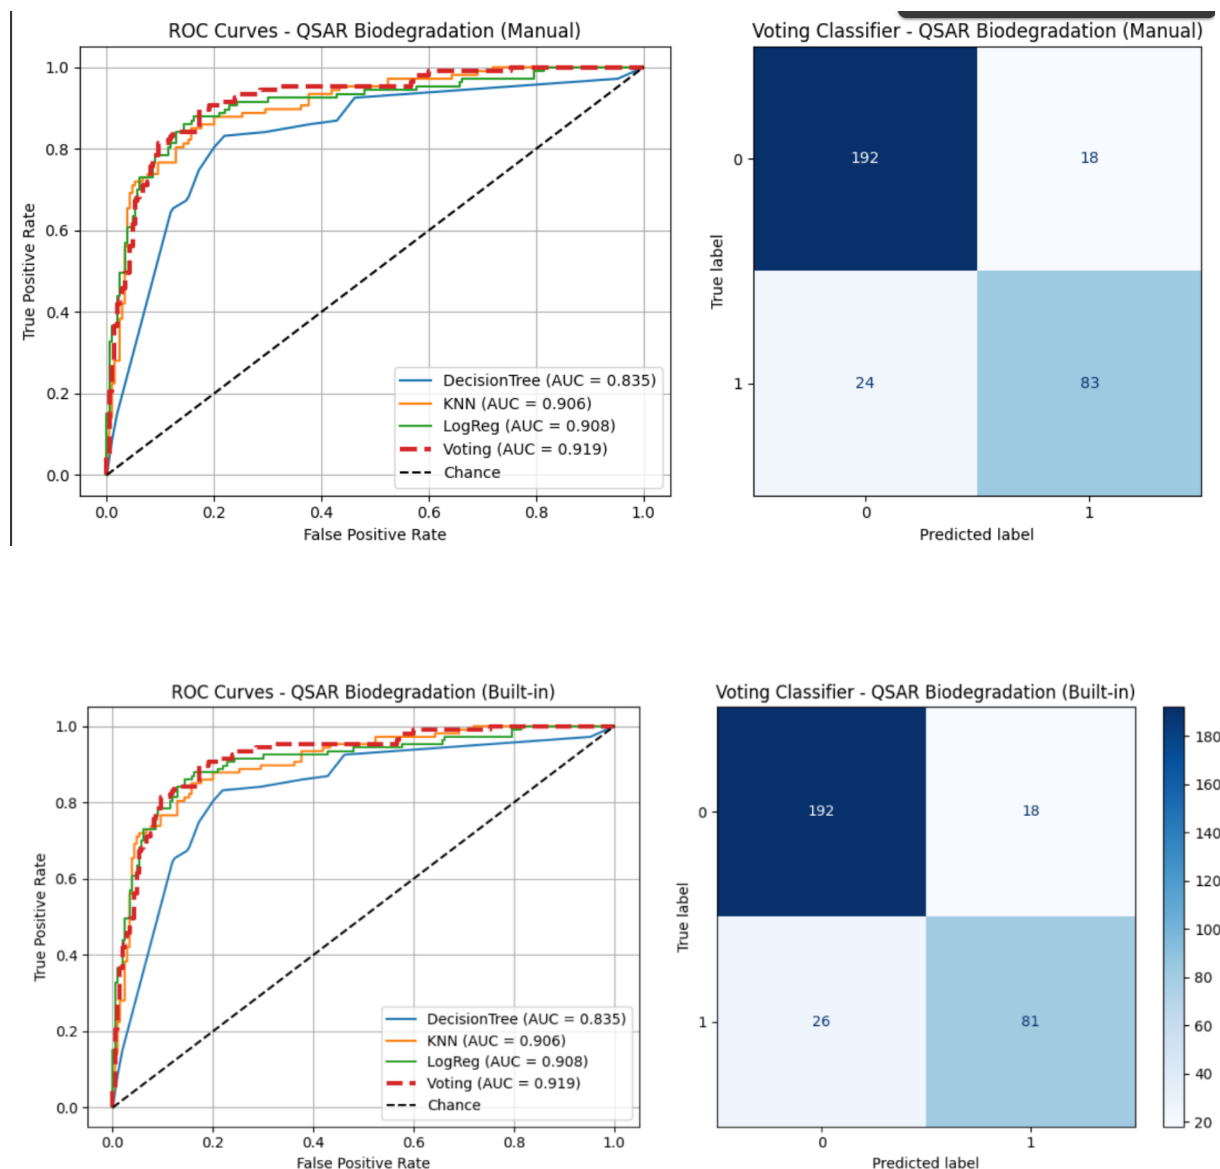 ROC Curves - QSAR Biodegradation (Manual)
1.0
0.8
0.6
0.4
0.2
0.0
True Positive Rate
DecisionTree (AUC = 0.835)
KNN (AUC = 0.906)
LogReg (AUC = 0.908)
Voting (AUC = 0.919)
Chance
0.0 0.2 0.4 0.6 0.8 1.0
False Positive Rate
Voting Classifier - QSAR Biodegradation (Manual)
0 192 18
True label
1 24 83
0 1
Predicted label
ROC Curves - QSAR Biodegradation (Built-in)
1.0
0.8
0.6
0.4
0.2
0.0
True Positive Rate
DecisionTree (AUC = 0.835)
KNN (AUC = 0.906)
LogReg (AUC = 0.908)
Voting (AUC = 0.919)
Chance
0.0 0.2 0.4 0.6 0.8 1.0
False Positive Rate
Voting Classifier - QSAR Biodegradation (Built-in)
0 192 18
True label
1 26 81
0 1
Predicted label
180
160
140
120
100
80
60
40
20